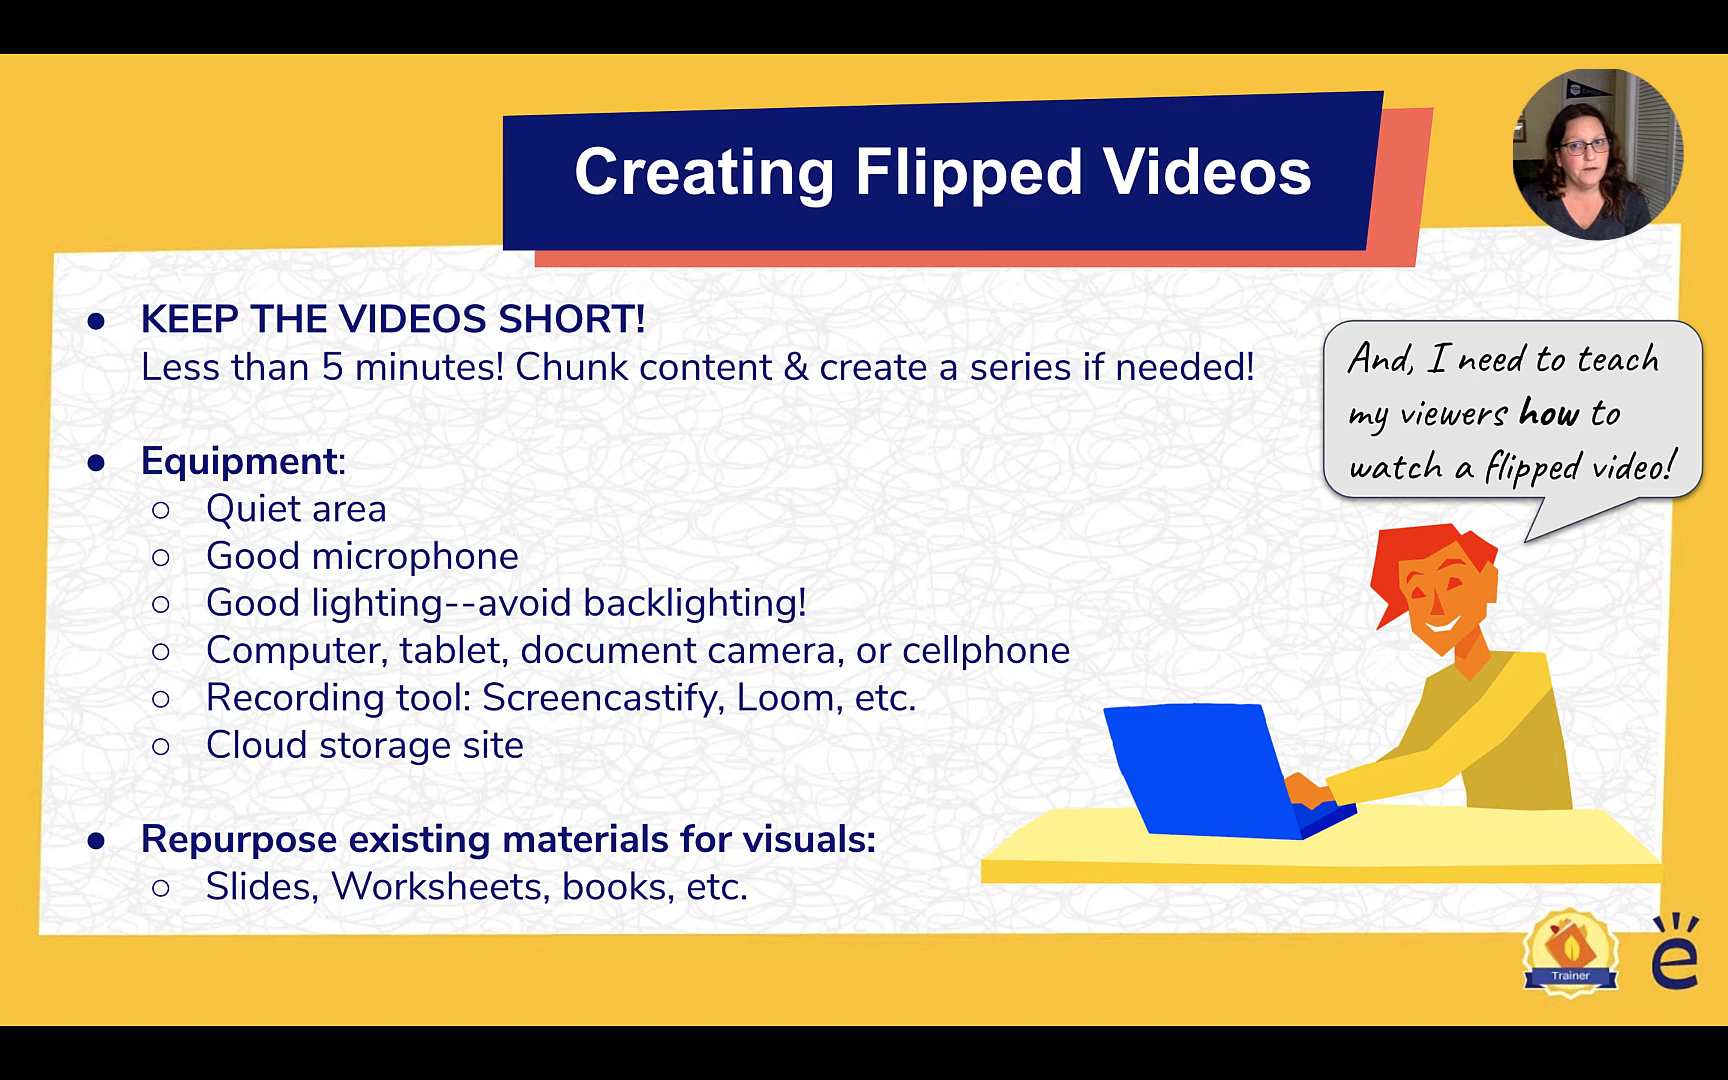 Creating Flipped Videos
● KEEP THE VIDEOS SHORT!
Less than 5 minutes! Chunk content & create a series if needed!
● Equipment:
○ Quiet area
○ Good microphone
○ Good lighting--avoid backlighting!
○ Computer, tablet, document camera, or cellphone
○ Recording tool: Screencastify, Loom, etc.
○ Cloud storage site
● Repurpose existing materials for visuals:
○ Slides, Worksheets, books, etc.
And, I need to teach
my viewers how to
watch a flipped video!
Trainer
e